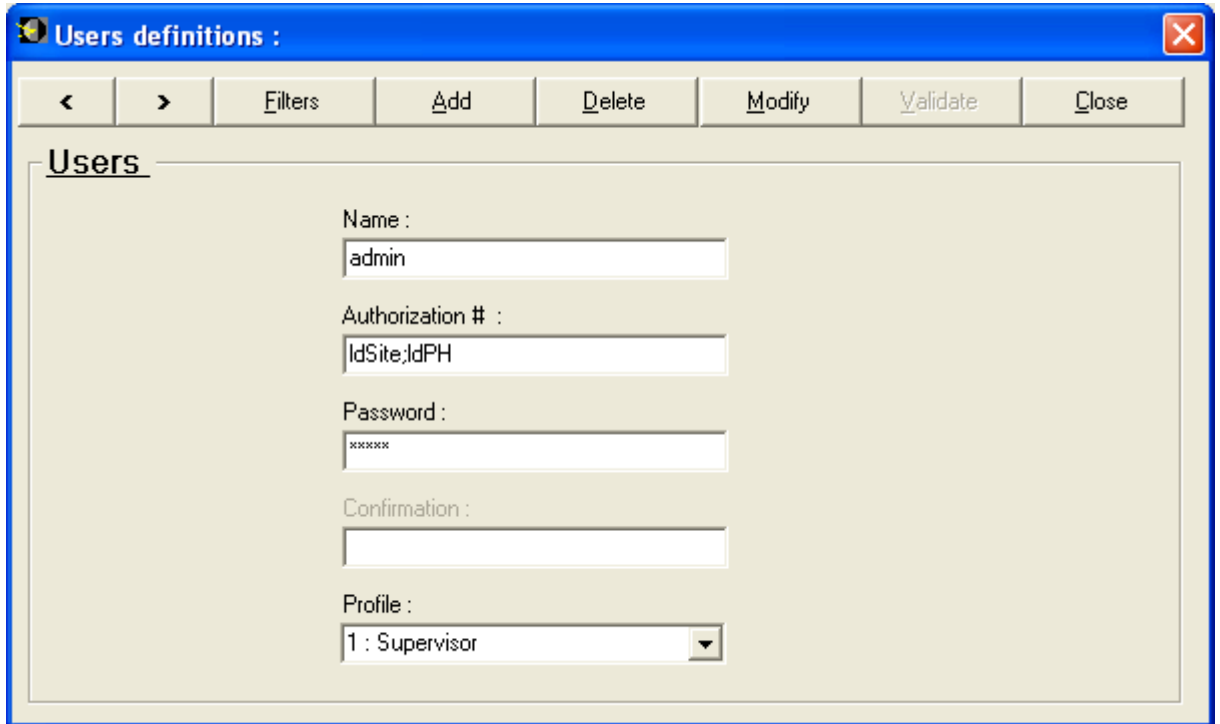 Users definitions :
< > Filters Add Delete Modify Validate Close
Users
Name :
admin
Authorization # :
IdSite;IdPH
Password :
*****
Confirmation :
Profile :
1 : Supervisor